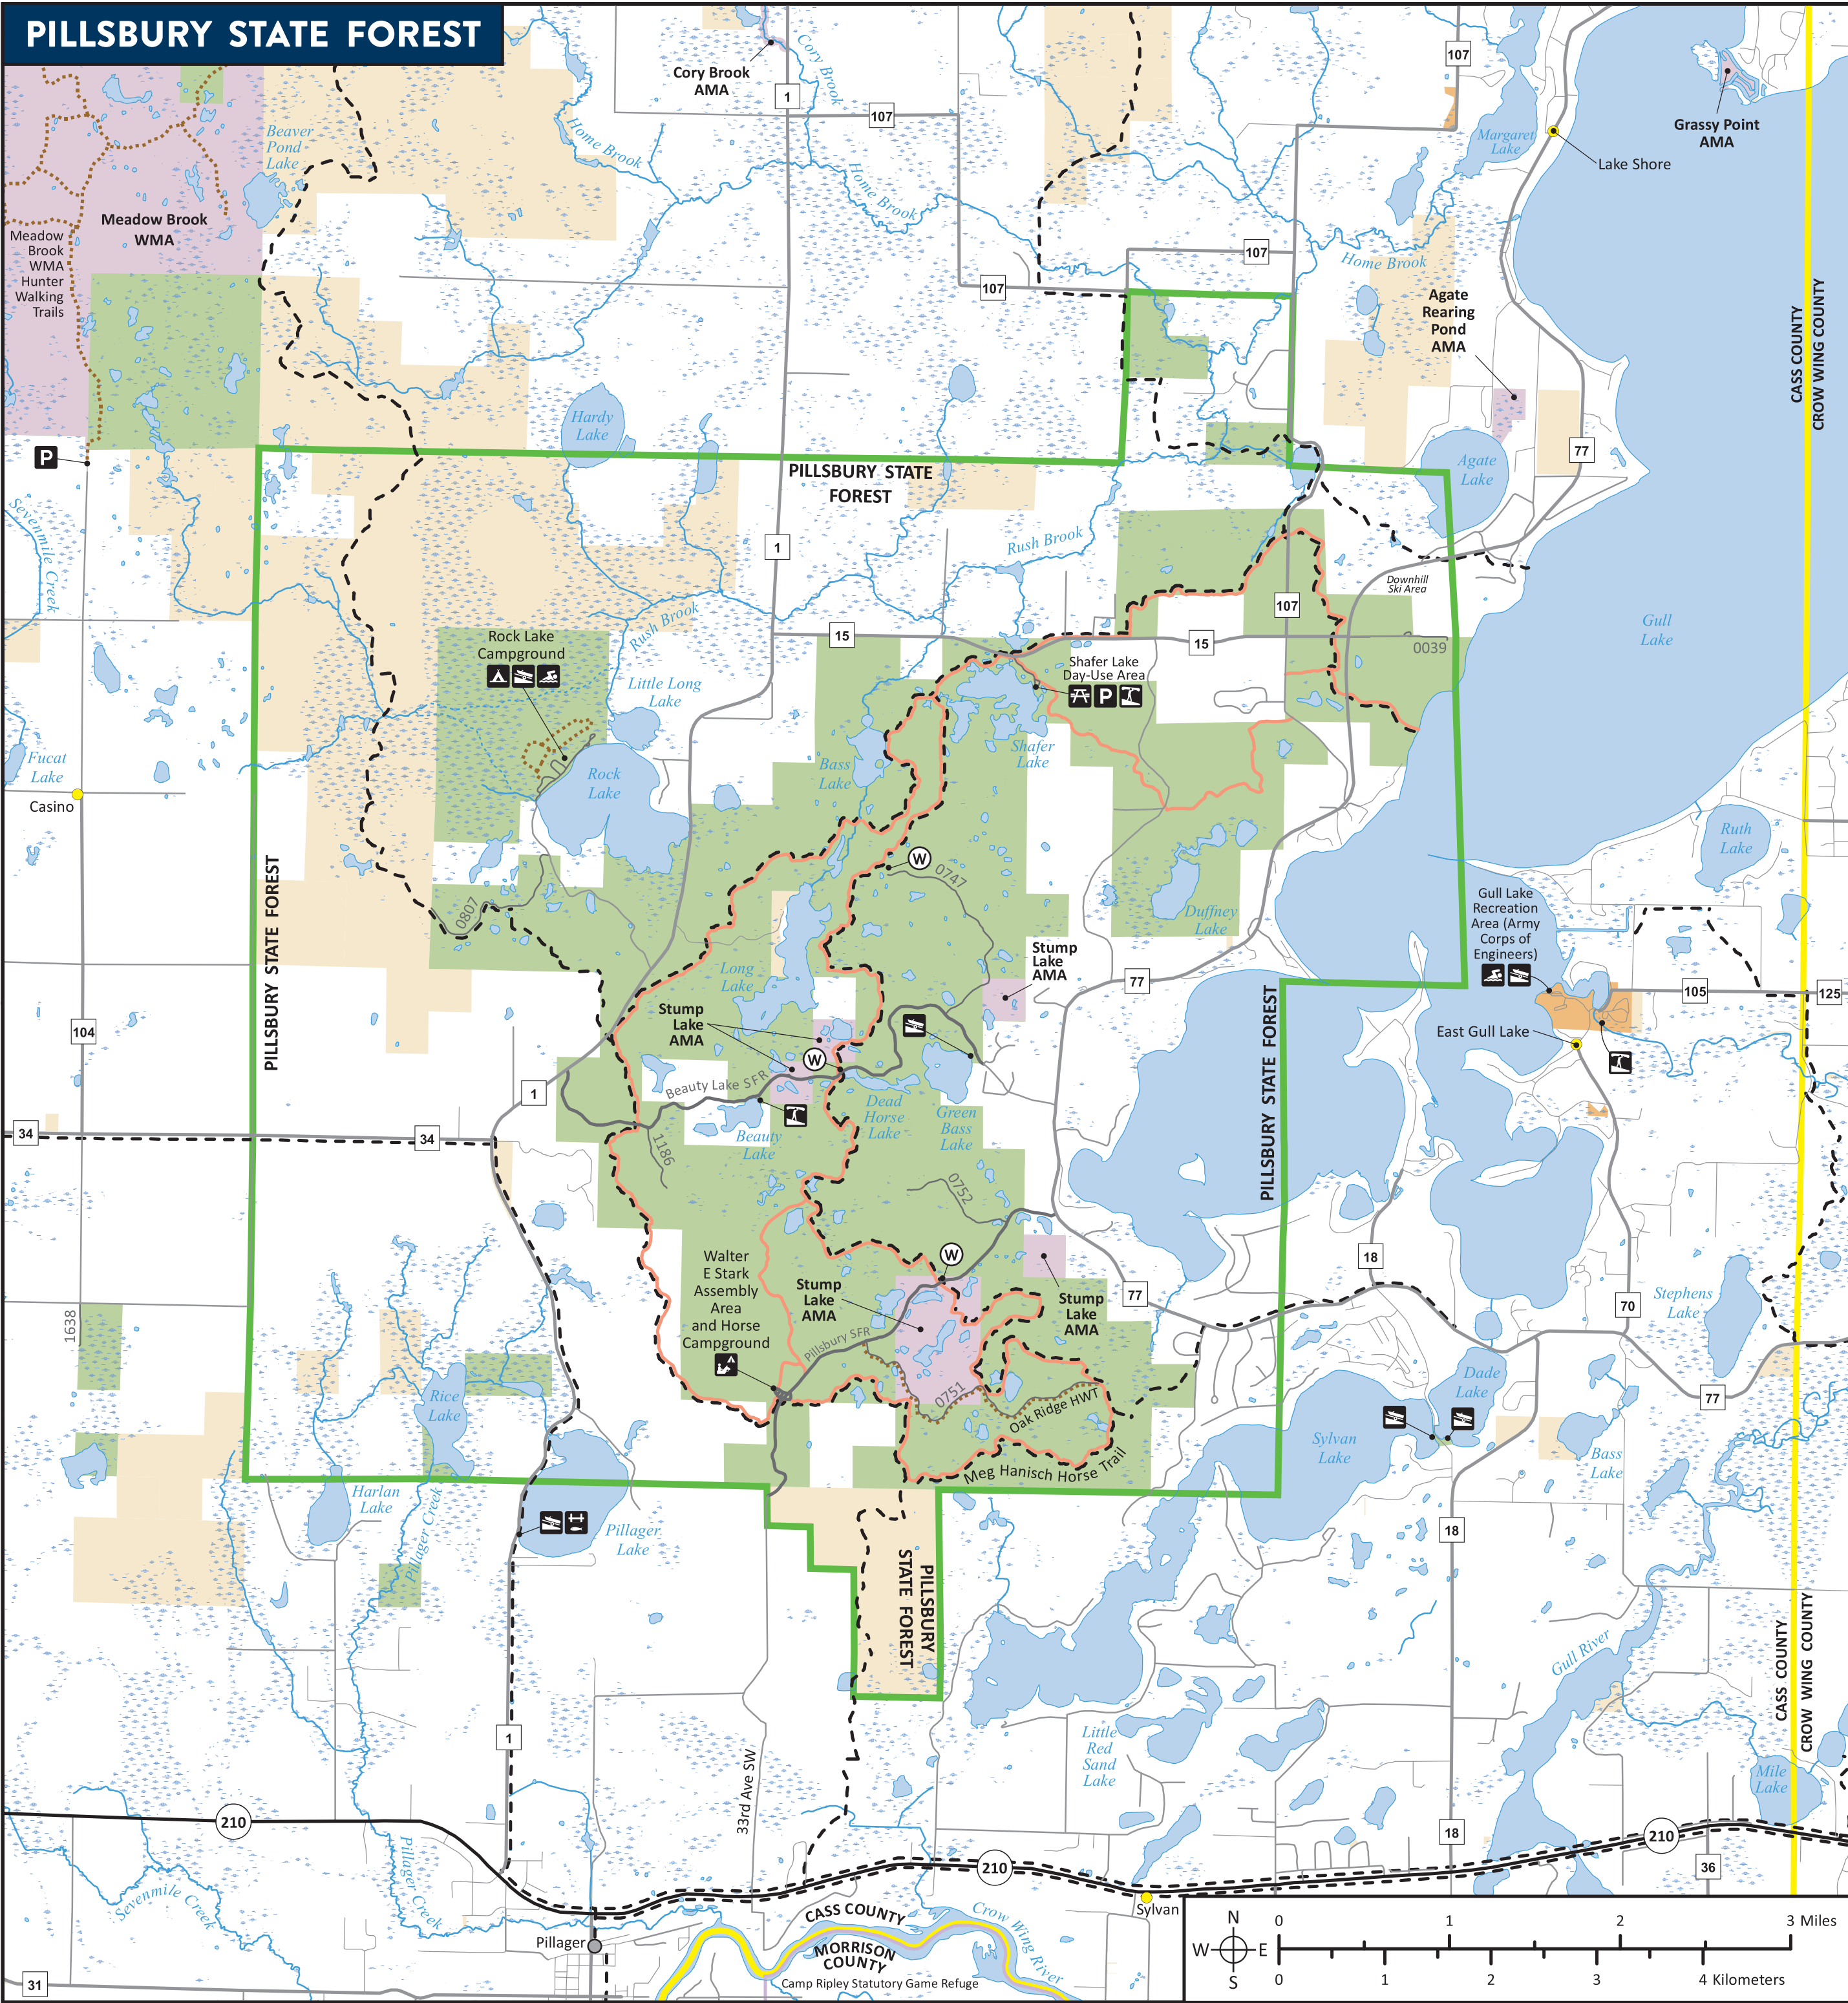 PILLSBURY STATE FOREST
Cory Brook
AMA
Cory Brook
1
107
107
Grassy Point
AMA
Margaret
Lake
Lake Shore
Beaver
Pond
Lake
Home Brook
Home Brook
Meadow Brook
WMA
Meadow
Brook
WMA
Hunter
Walking
Trails
107
107
Home Brook
Agate
Rearing
Pond
AMA
CASS COUNTY
CROW WING COUNTY
Hardy
Lake
77
P
PILLSBURY STATE
FOREST
Agate
Lake
Sevenmile Creek
1
Rush Brook
Downhill
Ski Area
107
Rush Brook
Gull
Lake
Rock Lake
Campground
15
15
0039
Shafer Lake
Day-Use Area
P
Little Long
Lake
Shafer
Lake
Fucat
Lake
Casino
Rock
Lake
Bass
Lake
Ruth
Lake
W
0747
0807
Duffney
Lake
PILLSBURY STATE FOREST
Gull Lake
Recreation
Area (Army
Corps of
Engineers)
Stump
Lake
AMA
Long
Lake
77
105
125
104
Stump
Lake
AMA
East Gull Lake
W
Beauty Lake SFR
1
PILLSBURY STATE FOREST
Dead
Horse
Lake
Green
Bass
Lake
34
34
1186
Beauty
Lake
0752
Walter
E Stark
Assembly
Area
and Horse
Campground
W
18
Stump
Lake
AMA
77
Stump
Lake
AMA
70
Stephens
Lake
1638
Pillsbury SFR
Rice
Lake
0751
Oak Ridge HWT
Dade
Lake
77
Meg Hanisch Horse Trail
Sylvan
Lake
Bass
Lake
Harlan
Lake
Pillager Creek
Pillager
Lake
18
PILLSBURY
STATE FOREST
Gull River
CASS COUNTY
CROW WING COUNTY
1
Little
Red
Sand
Lake
Mile
Lake
33rd Ave SW
210
18
210
210
36
Pillager Creek
Sevenmile Creek
Sylvan
Pillager
CASS COUNTY
MORRISON
COUNTY
Crow Wing River
Camp Ripley Statutory Game Refuge
31
N
W E
S
0 1 2 3 Miles
0 1 2 3 4 Kilometers